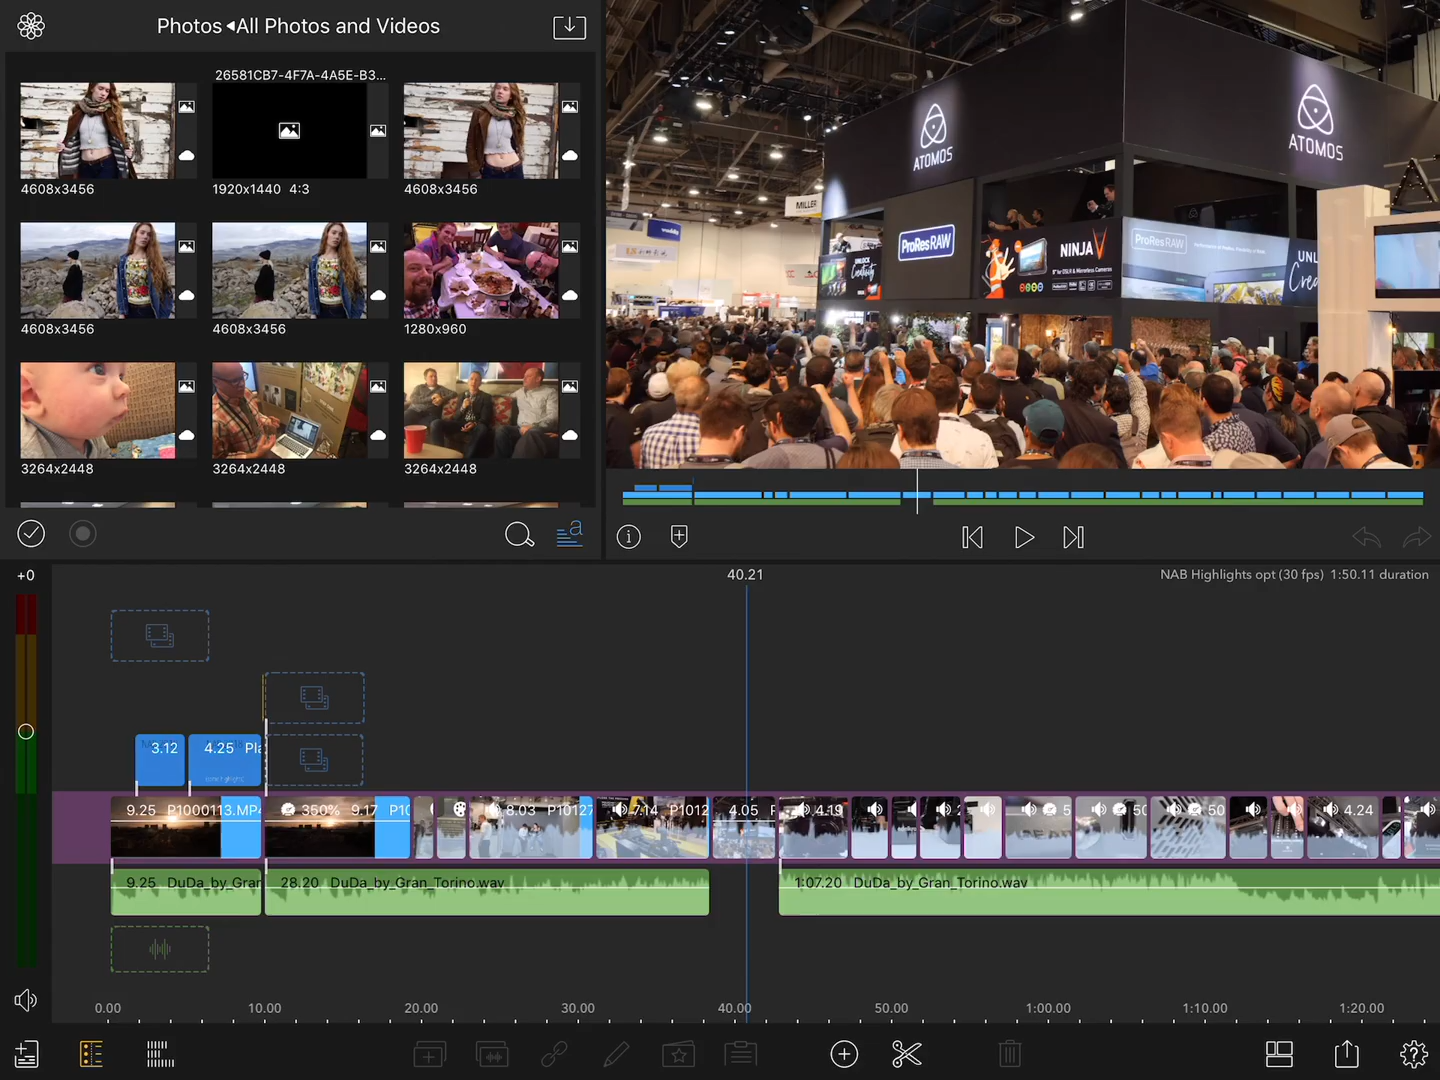 Photos ◂All Photos and Videos
26581CB7-4F7A-4A5E-B3...
4608x3456
1920x1440 4:3
4608x3456
4608x3456
4608x3456
1280x960
3264x2448
3264x2448
3264x2448
ATOMOS
ATOMOS
MILLER
ProRes RAW
NINJA V
ProRes RAW
UNLOCK
Creativity
+0
40.21
NAB Highlights opt (30 fps) 1:50.11 duration
3.12
4.25 Pla
9.25 P1000113.MP4
350% 9.17 P10
8.03 P10127
7.14 P1012
4.05 F
4.19
5
50
50
4.24
9.25 DuDa_by_Gran
28.20 DuDa_by_Gran_Torino.wav
1:07.20 DuDa_by_Gran_Torino.wav
0.00 10.00 20.00 30.00 40.00 50.00 1:00.00 1:10.00 1:20.00